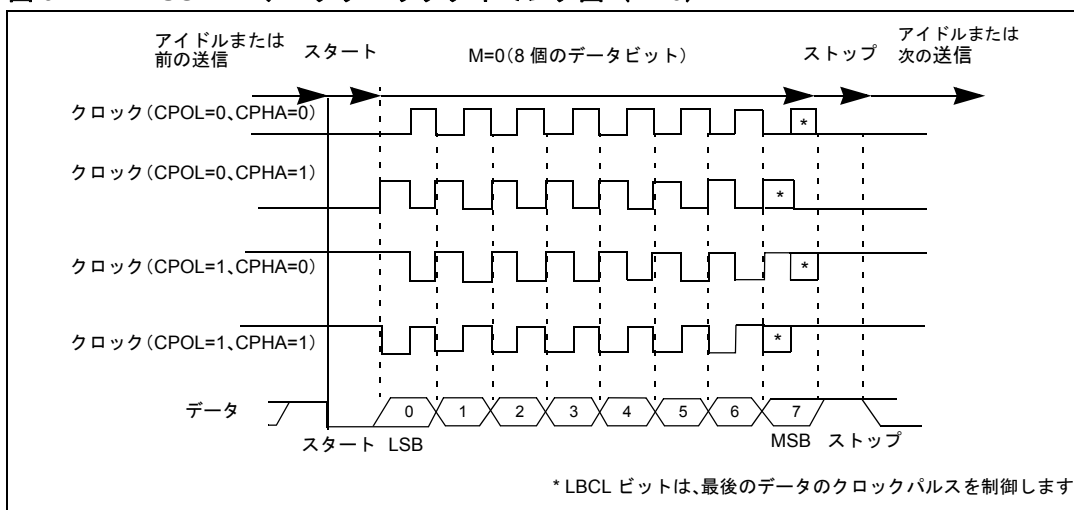 アイドルまたは
前の送信
スタート
M=0(8 個のデータビット)
ストップ
アイドルまたは
次の送信
クロック(CPOL=0、CPHA=0)
*
クロック(CPOL=0、CPHA=1)
*
クロック(CPOL=1、CPHA=0)
*
クロック(CPOL=1、CPHA=1)
*
データ
0 1 2 3 4 5 6 7
スタート LSB MSB ストップ
* LBCL ビットは、最後のデータのクロックパルスを制御します